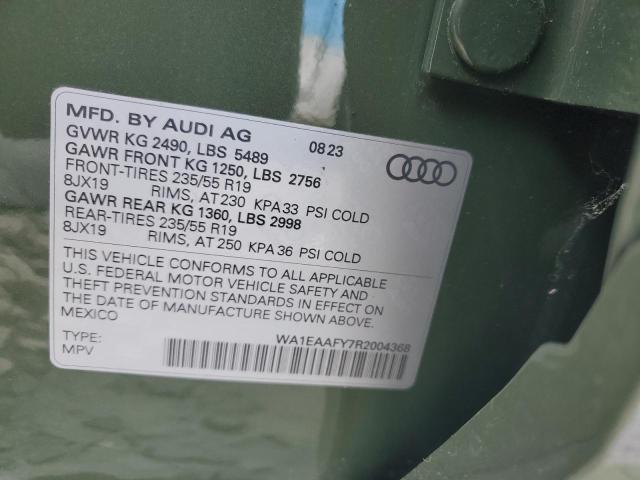 MFD. BY AUDI AG 08 23
GVWR KG 2490, LBS 5489
GAWR FRONT KG 1250, LBS 2756
FRONT-TIRES 235/55 R19
8JX19 RIMS, AT 230 KPA 33 PSI COLD
GAWR REAR KG 1360, LBS 2998
REAR-TIRES 235/55 R19
8JX19 RIMS, AT 250 KPA 36 PSI COLD
THIS VEHICLE CONFORMS TO ALL APPLICABLE
U.S. FEDERAL MOTOR VEHICLE SAFETY AND
THEFT PREVENTION STANDARDS IN EFFECT ON
THE DATE OF MANUFACTURE SHOWN ABOVE.
MEXICO
TYPE: WA1EAAFY7R2004368
MPV